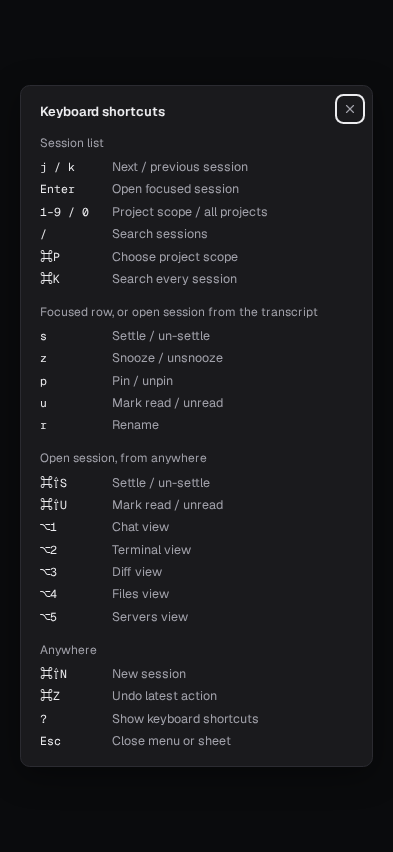 Keyboard shortcuts
Session list
j / k Next / previous session
Enter Open focused session
1–9 / 0 Project scope / all projects
/ Search sessions
⌘P Choose project scope
⌘K Search every session
Focused row, or open session from the transcript
s Settle / un-settle
z Snooze / unsnooze
p Pin / unpin
u Mark read / unread
r Rename
Open session, from anywhere
⌘⇧S Settle / un-settle
⌘⇧U Mark read / unread
⌥1 Chat view
⌥2 Terminal view
⌥3 Diff view
⌥4 Files view
⌥5 Servers view
Anywhere
⌘⇧N New session
⌘Z Undo latest action
? Show keyboard shortcuts
Esc Close menu or sheet